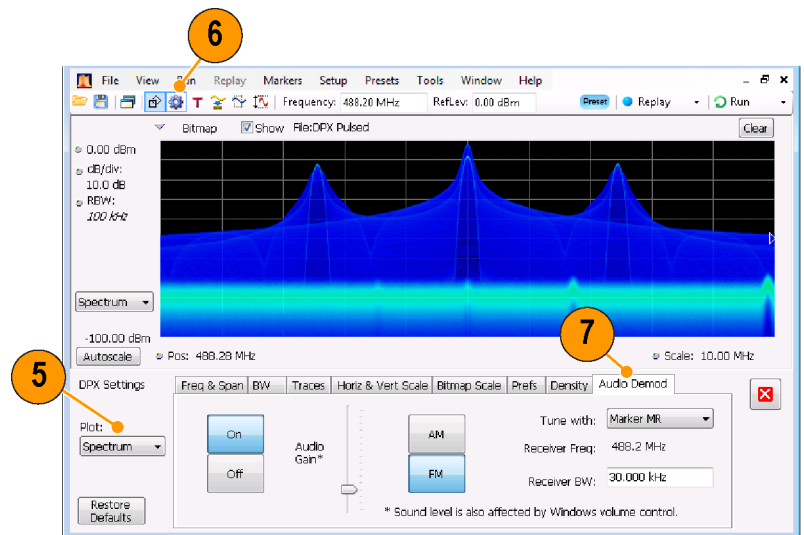 6
File View Run Replay Markers Setup Presets Tools Window Help
T Frequency: 488.20 MHz RefLev: 0.00 dBm Preset Replay Run
Bitmap Show File:DPX Pulsed Clear
0.00 dBm
dB/div:
10.0 dB
RBW:
100 kHz
Spectrum
-100.00 dBm
Autoscale Pos: 488.28 MHz Scale: 10.00 MHz
7
5
DPX Settings Freq & Span BW Traces Horiz & Vert Scale Bitmap Scale Prefs Density Audio Demod
Plot:
Spectrum
On
Off
Audio
Gain*
AM
FM
Tune with: Marker MR
Receiver Freq: 488.2 MHz
Receiver BW: 30.000 kHz
Restore
Defaults
* Sound level is also affected by Windows volume control.